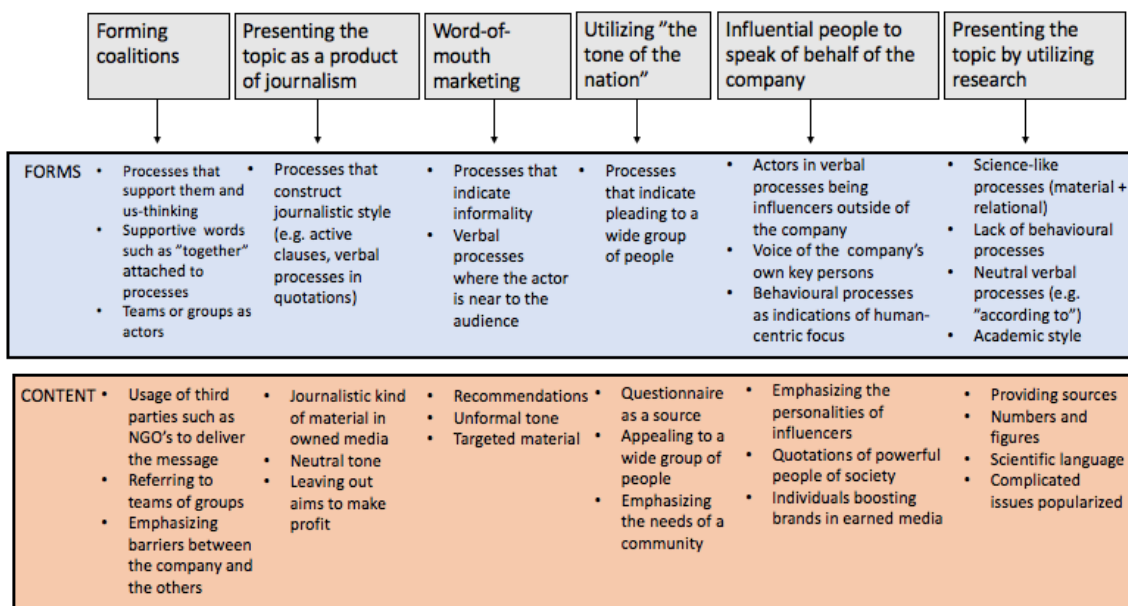 Forming
coalitions
Presenting the
topic as a product
of journalism
Word-of-
mouth
marketing
Utilizing ”the
tone of the
nation”
Influential people to
speak of behalf of the
company
Presenting the
topic by utilizing
research
FORMS
• Processes that
support them and
us-thinking
• Supportive words
such as ”together”
attached to
processes
• Teams or groups as
actors
• Processes that
construct
journalistic style
(e.g. active
clauses, verbal
processes in
quotations)
• Processes that
indicate
informality
• Verbal
processes
where the actor
is near to the
audience
• Processes
that indicate
pleading to a
wide group
of people
• Actors in verbal
processes being
influencers outside of
the company
• Voice of the company’s
own key persons
• Behavioural processes
as indications of human-
centric focus
• Science-like
processes (material +
relational)
• Lack of behavioural
processes
• Neutral verbal
processes (e.g.
”according to”)
• Academic style
CONTENT
• Usage of third
parties such as
NGO’s to deliver
the message
• Referring to
teams of groups
• Emphasizing
barriers between
the company and
the others
• Journalistic kind
of material in
owned media
• Neutral tone
• Leaving out
aims to make
profit
• Recommendations
• Unformal tone
• Targeted material
• Questionnaire
as a source
• Appealing to a
wide group of
people
• Emphasizing
the needs of a
community
• Emphasizing the
personalities of
influencers
• Quotations of powerful
people of society
• Individuals boosting
brands in earned media
• Providing sources
• Numbers and
figures
• Scientific language
• Complicated
issues popularized